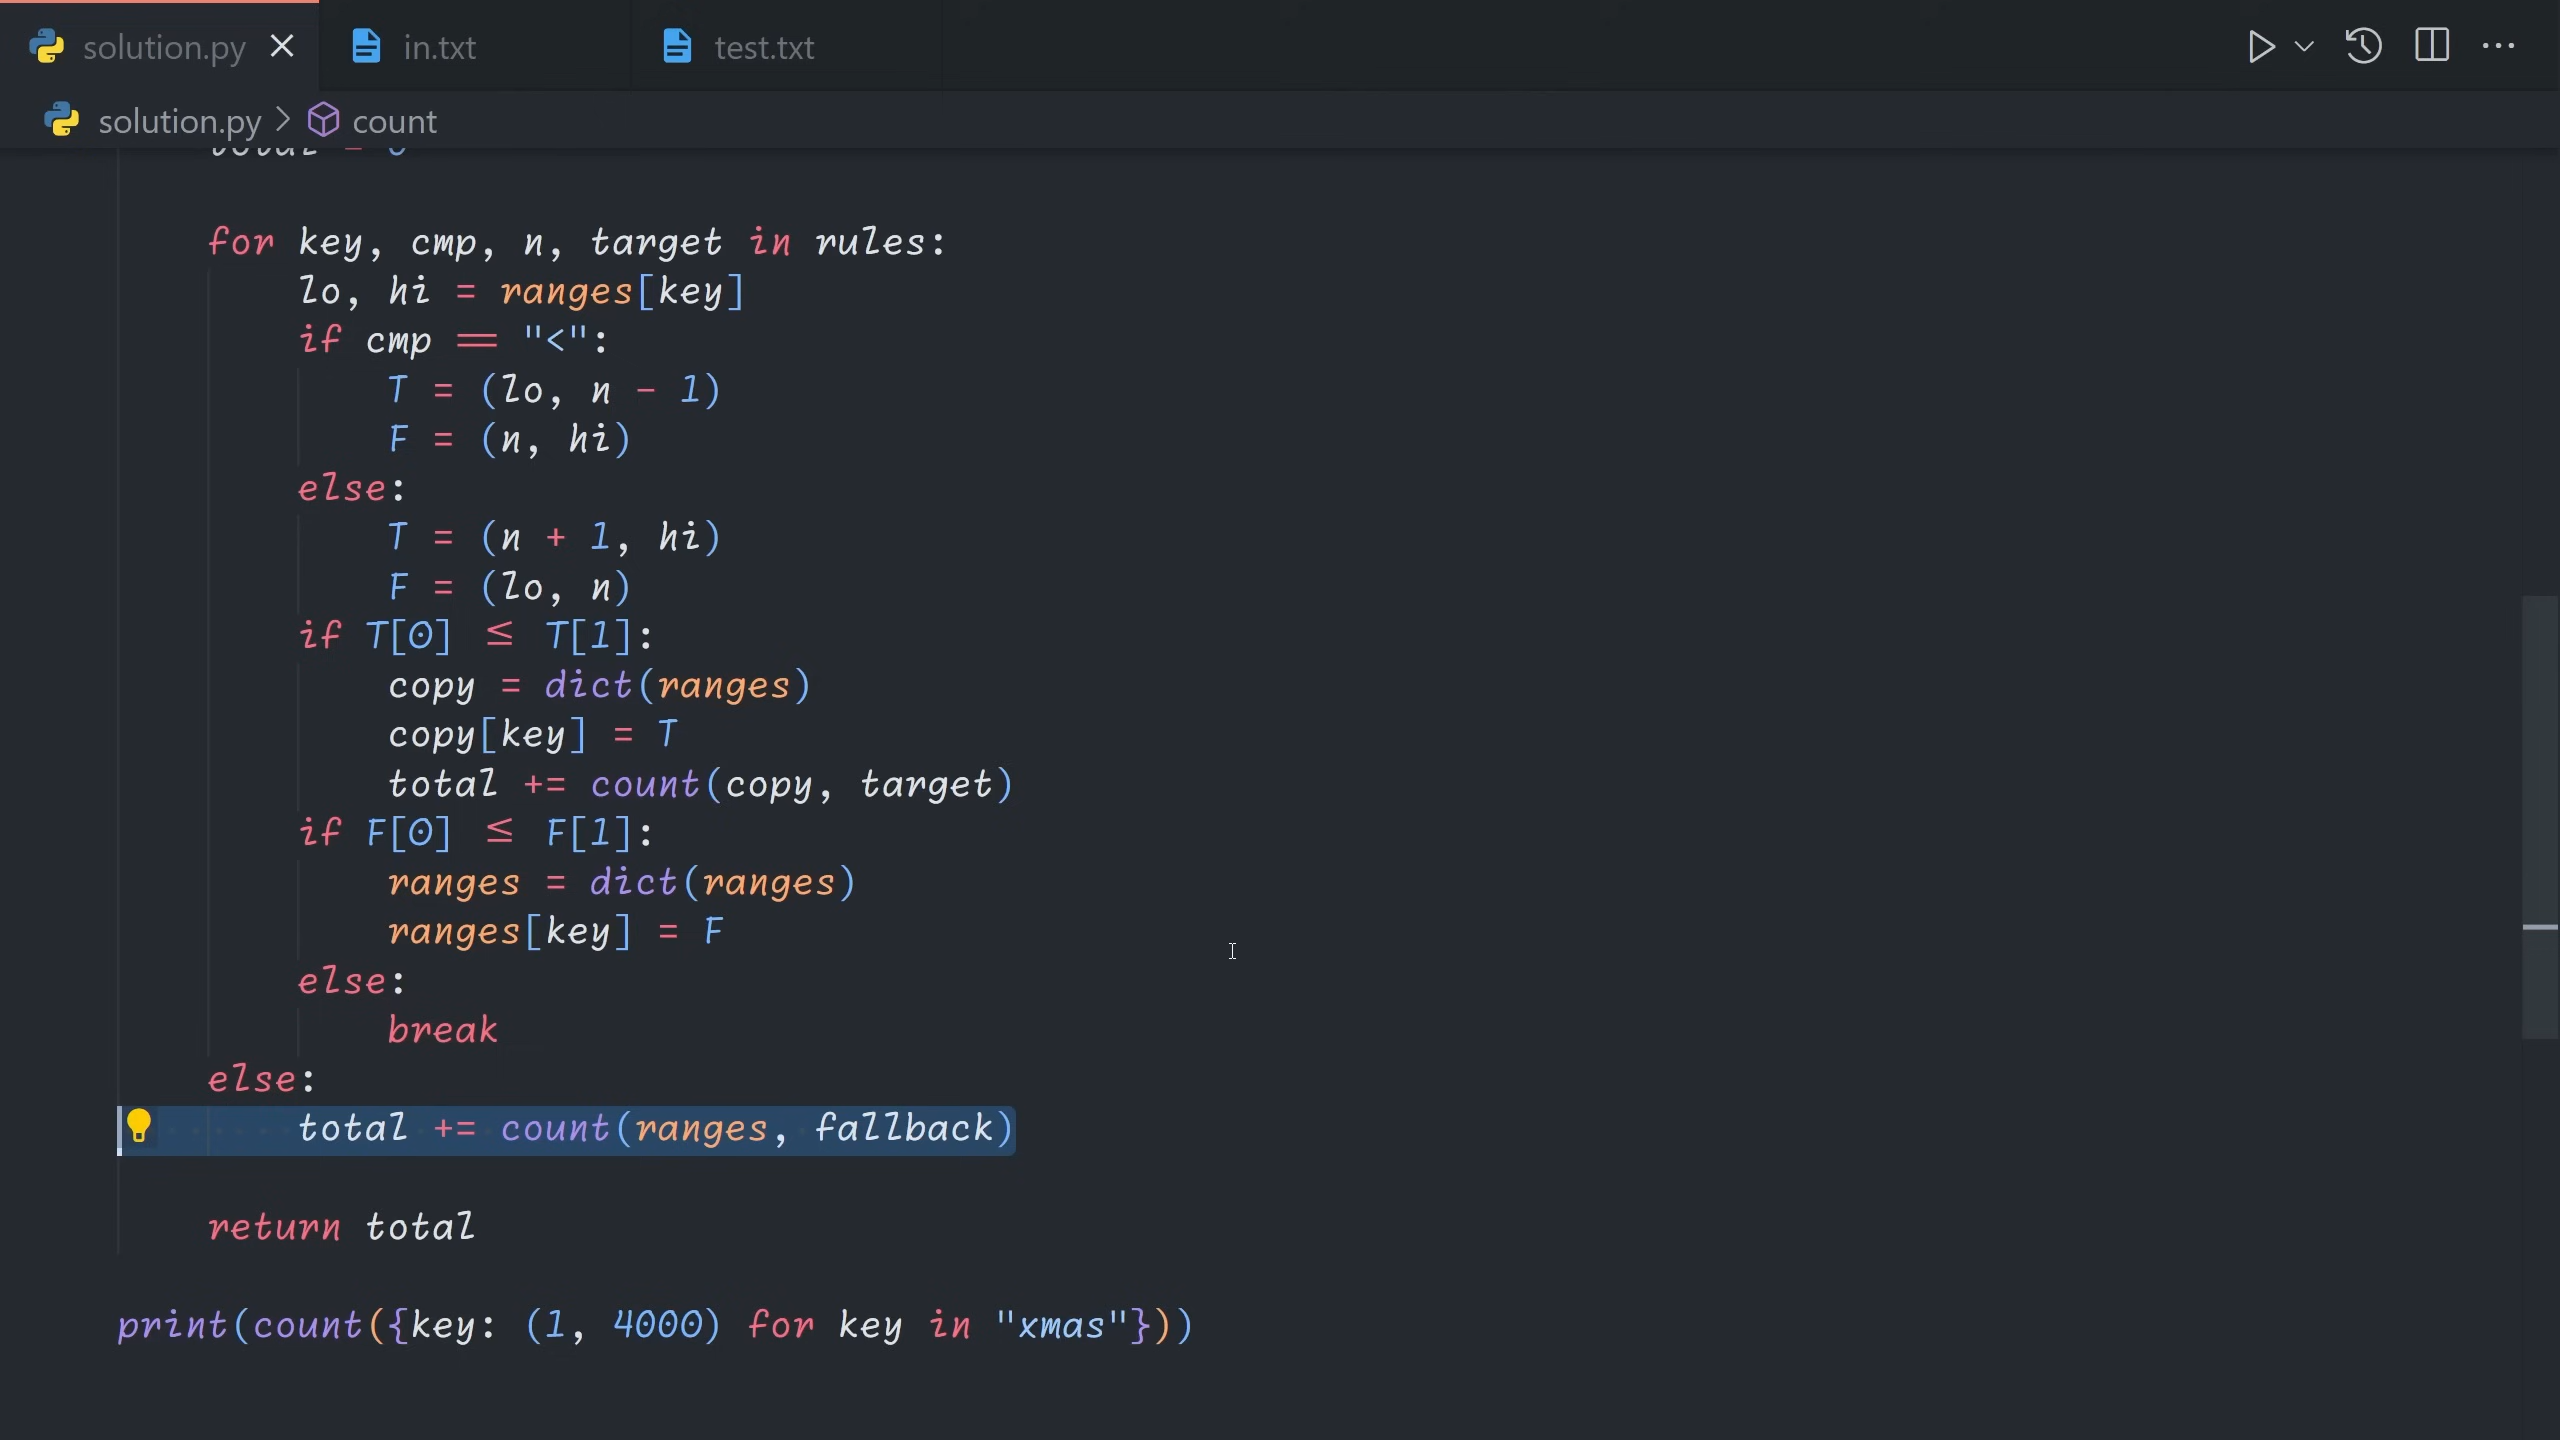 solution.py
in.txt
test.txt
solution.py > count
total = 0
for key, cmp, n, target in rules:
lo, hi = ranges[key]
if cmp == "<":
T = (lo, n - 1)
F = (n, hi)
else:
T = (n + 1, hi)
F = (lo, n)
if T[0] ≤ T[1]:
copy = dict(ranges)
copy[key] = T
total += count(copy, target)
if F[0] ≤ F[1]:
ranges = dict(ranges)
ranges[key] = F
else:
break
else:
total += count(ranges, fallback)
return total
print(count({key: (1, 4000) for key in "xmas"}))